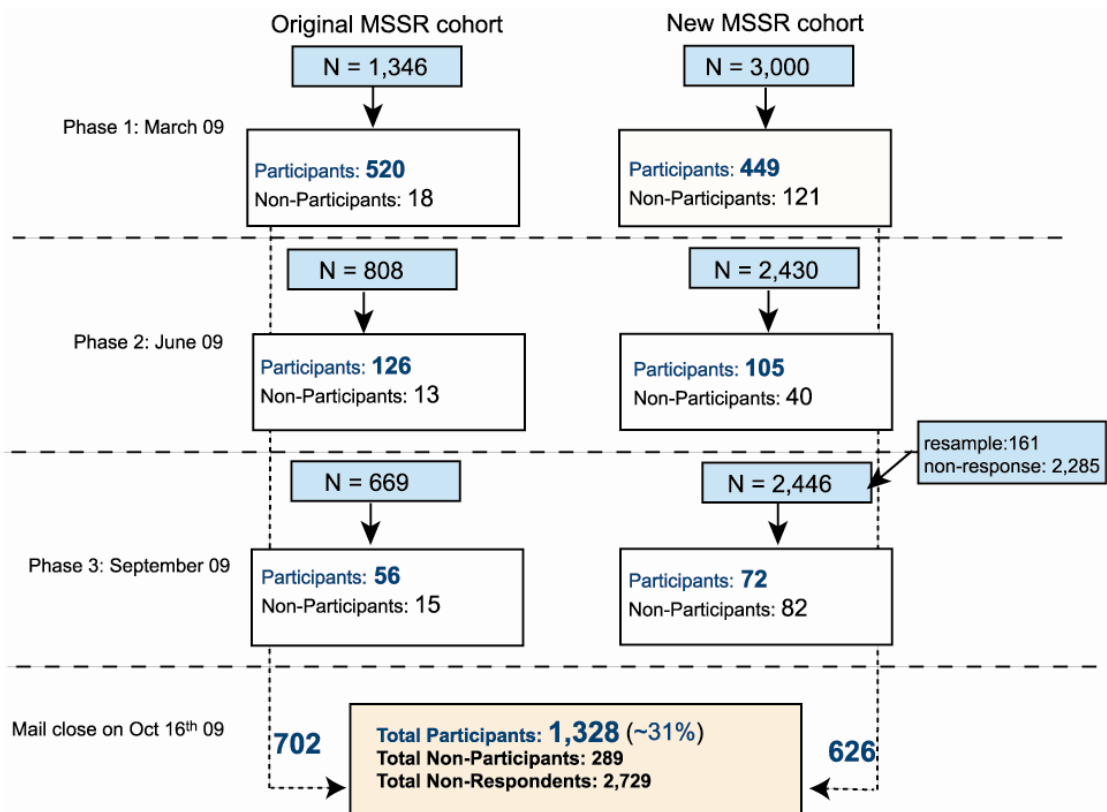 Original MSSR cohort
New MSSR cohort
N = 1,346
N = 3,000
Phase 1: March 09
Participants: 520
Non-Participants: 18
Participants: 449
Non-Participants: 121
N = 808
N = 2,430
Phase 2: June 09
Participants: 126
Non-Participants: 13
Participants: 105
Non-Participants: 40
resample:161
non-response: 2,285
N = 669
N = 2,446
Phase 3: September 09
Participants: 56
Non-Participants: 15
Participants: 72
Non-Participants: 82
Mail close on Oct 16th 09
702
Total Participants: 1,328 (~31%)
Total Non-Participants: 289
Total Non-Respondents: 2,729
626